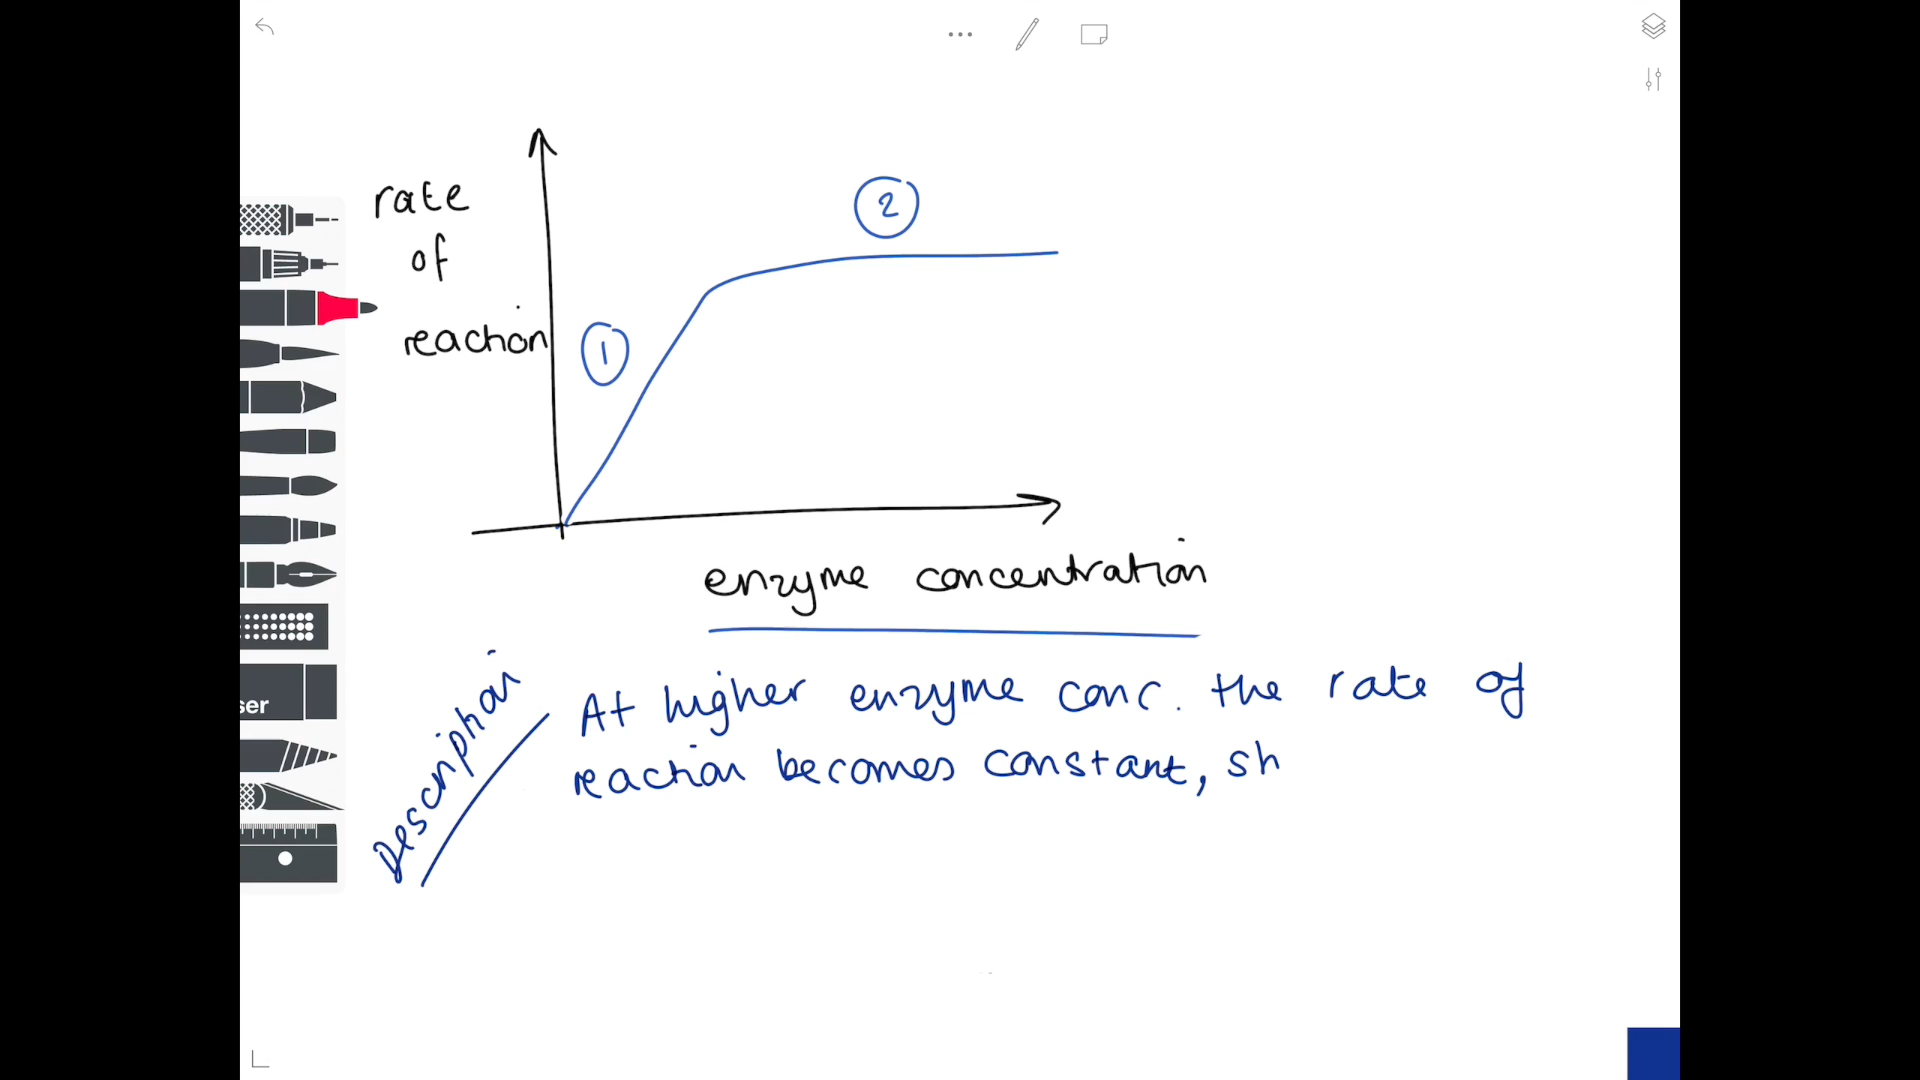 rate
of
reaction
①
②
enzyme concentration
Description
At higher enzyme conc. the rate of
reaction becomes constant, sh
ser